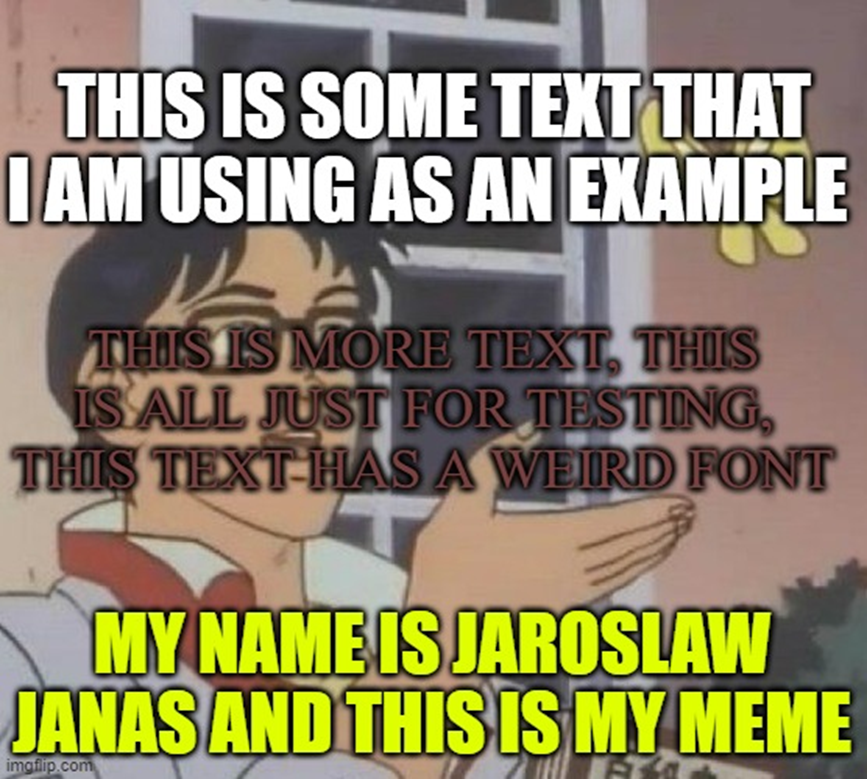 THIS IS SOME TEXT THAT
I AM USING AS AN EXAMPLE
THIS IS MORE TEXT, THIS
IS ALL JUST FOR TESTING,
THIS TEXT HAS A WEIRD FONT
MY NAME IS JAROSLAW
JANAS AND THIS IS MY MEME
imgflip.com